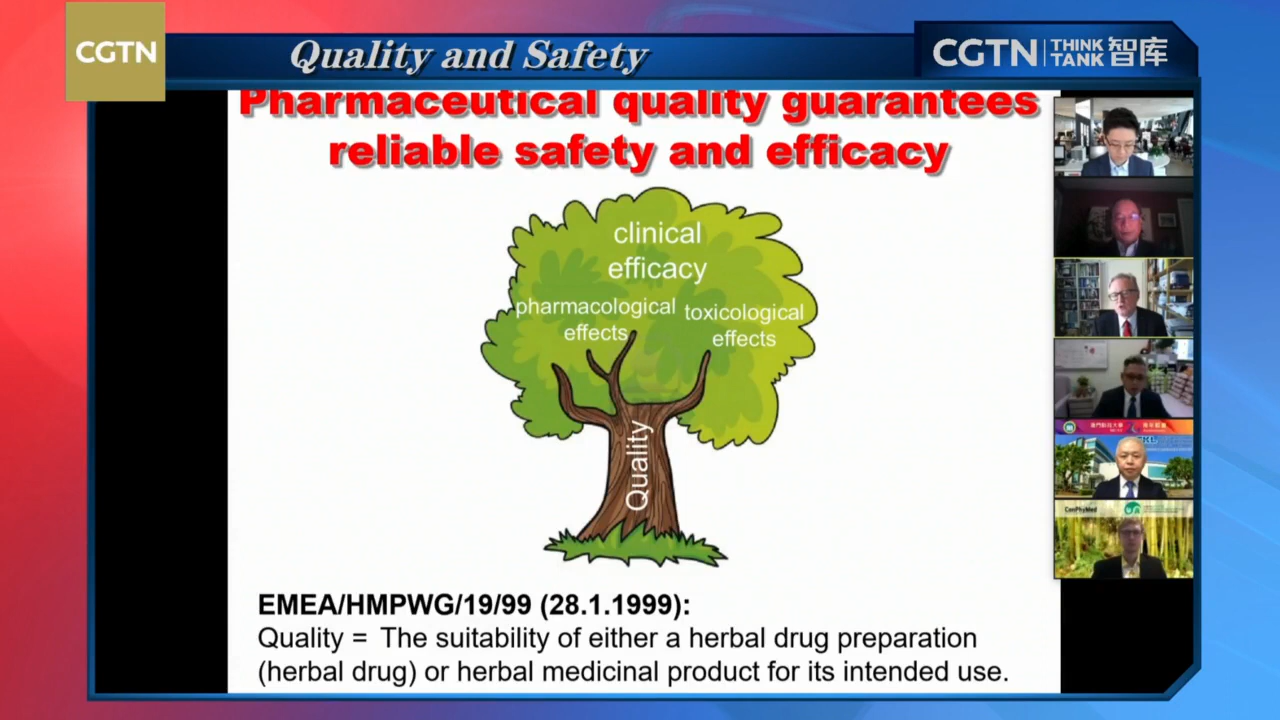 CGTN
Quality and Safety
CGTN THINK TANK 智库
Pharmaceutical quality guarantees
reliable safety and efficacy
clinical
efficacy
pharmacological
effects
toxicological
effects
Quality
EMEA/HMPWG/19/99 (28.1.1999):
Quality = The suitability of either a herbal drug preparation
(herbal drug) or herbal medicinal product for its intended use.
ConPhyMed